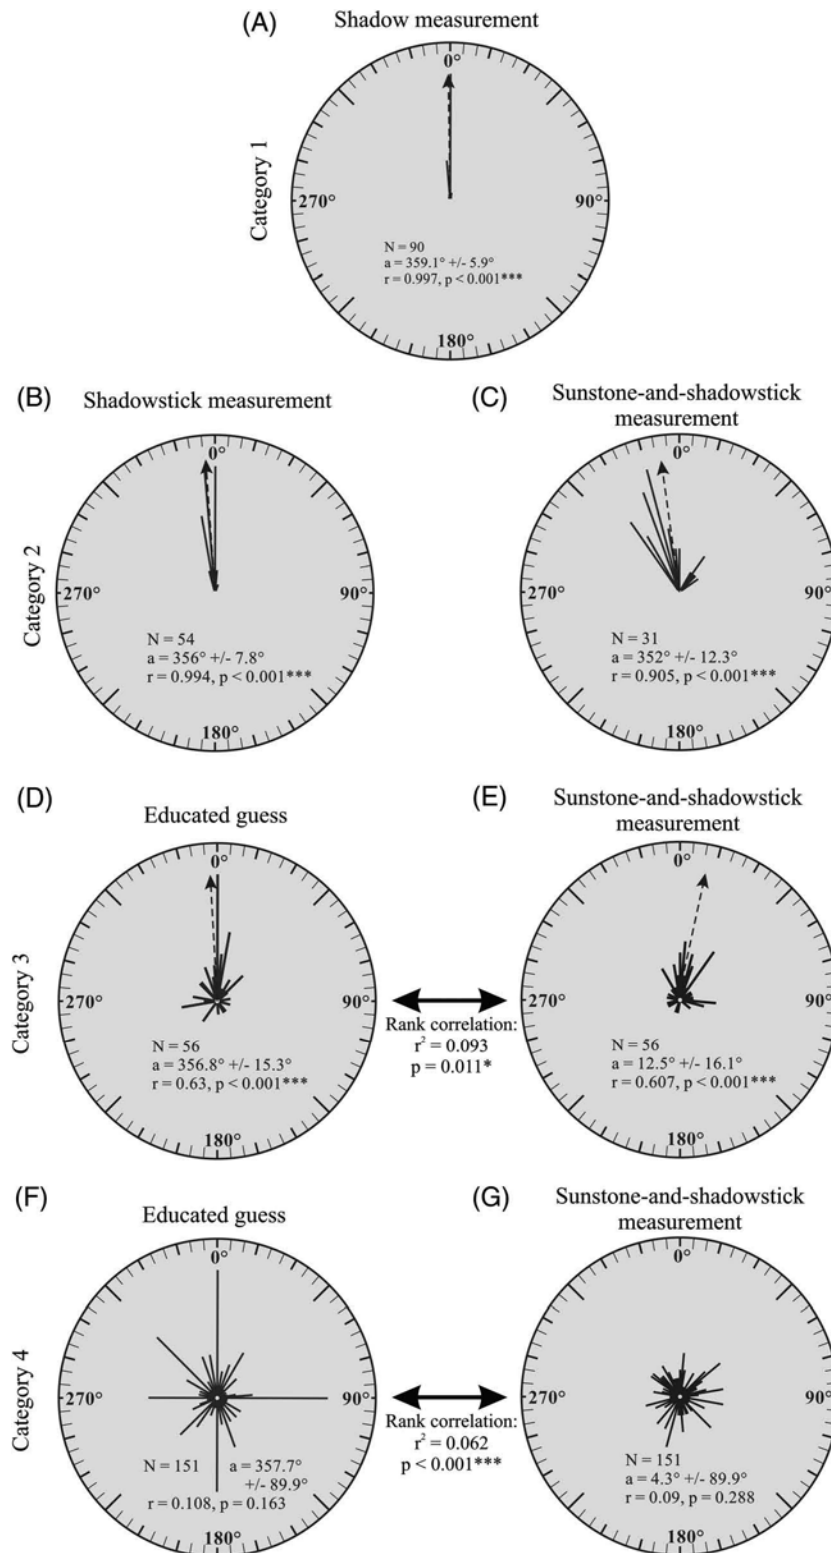 (A)
Shadow measurement
Category 1
0°
270°
90°
N = 90
a = 359.1° +/- 5.9°
r = 0.997, p < 0.001***
180°
(B)
Shadowstick measurement
(C)
Sunstone-and-shadowstick
measurement
Category 2
0°
270°
90°
N = 54
a = 356° +/- 7.8°
r = 0.994, p < 0.001***
180°
0°
270°
90°
N = 31
a = 352° +/- 12.3°
r = 0.905, p < 0.001***
180°
(D)
Educated guess
(E)
Sunstone-and-shadowstick
measurement
Category 3
0°
270°
90°
N = 56
a = 356.8° +/- 15.3°
r = 0.63, p < 0.001***
180°
Rank correlation:
r² = 0.093
p = 0.011*
0°
270°
90°
N = 56
a = 12.5° +/- 16.1°
r = 0.607, p < 0.001***
180°
(F)
Educated guess
(G)
Sunstone-and-shadowstick
measurement
Category 4
0°
270°
90°
N = 151
a = 357.7°
+/- 89.9°
r = 0.108, p = 0.163
180°
Rank correlation:
r² = 0.062
p < 0.001***
0°
270°
90°
N = 151
a = 4.3° +/- 89.9°
r = 0.09, p = 0.288
180°